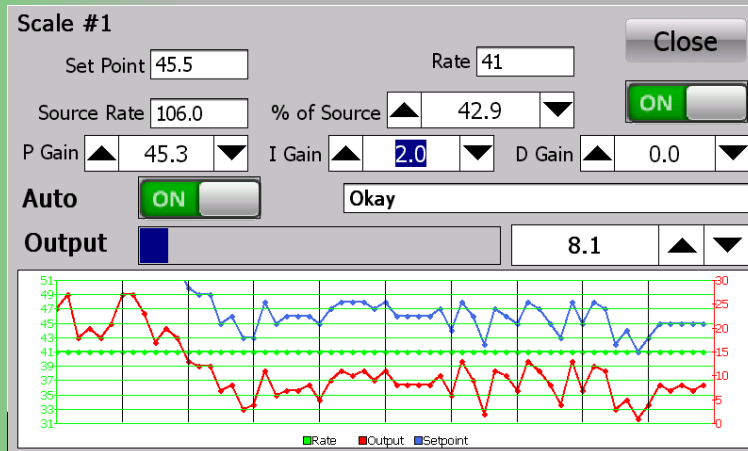 Scale #1
Close
Set Point 45.5 Rate 41
Source Rate 106.0 % of Source 42.9 ON
P Gain 45.3 I Gain 2.0 D Gain 0.0
Auto ON Okay
Output 8.1
51 30
49
47 25
45 20
43
41 15
39
37 10
35 5
33
31 0
Rate Output Setpoint